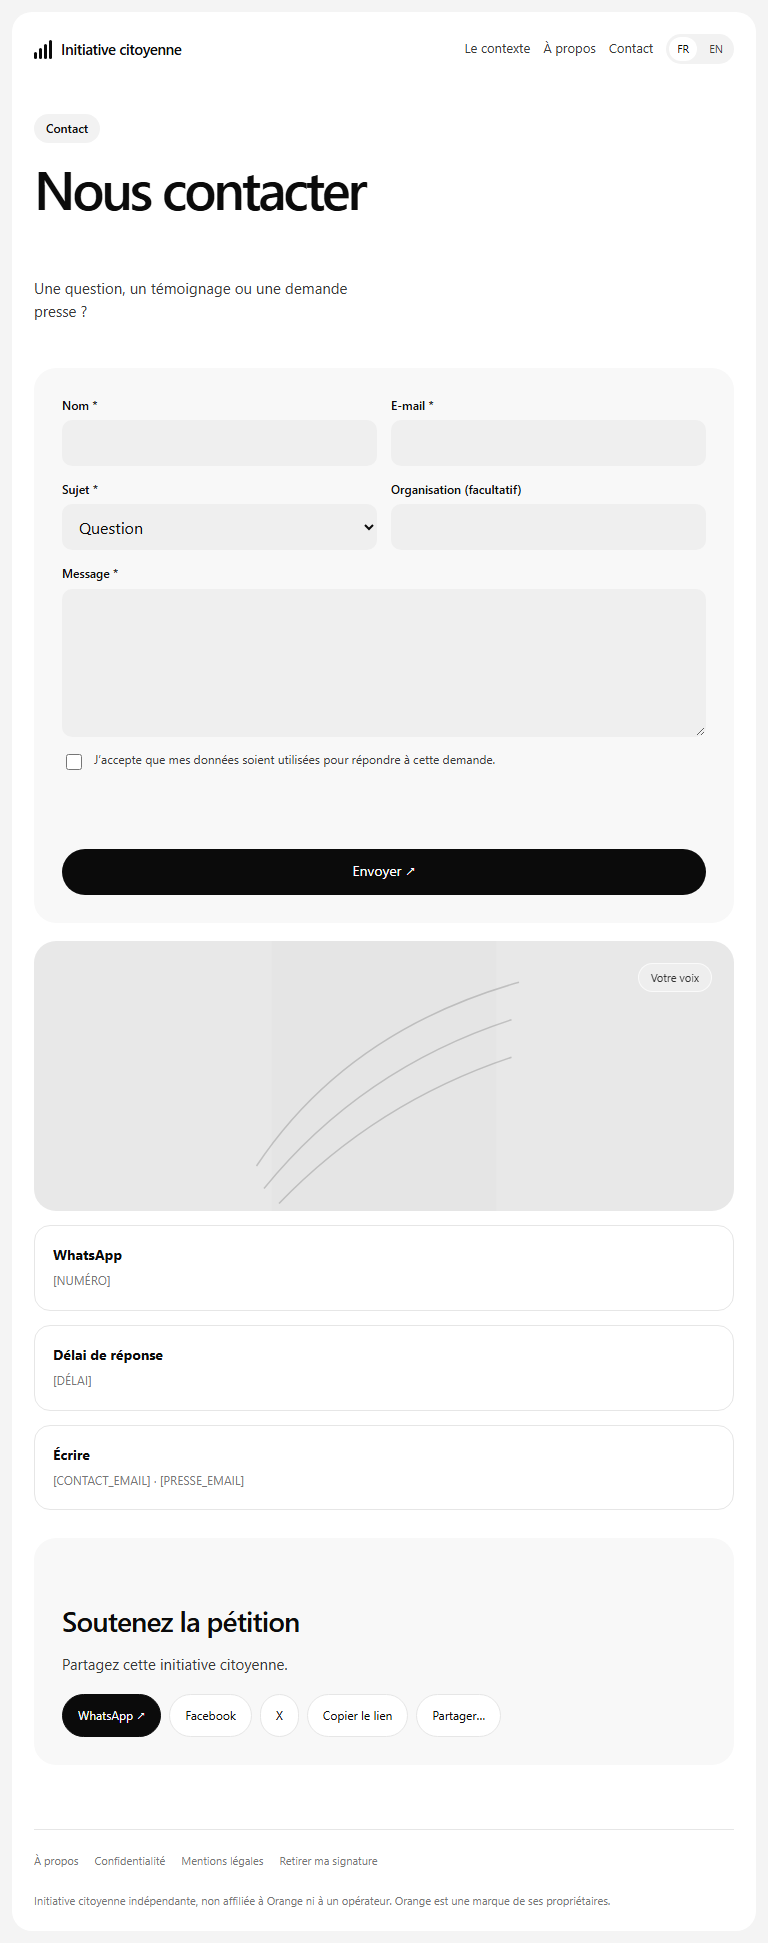 Initiative citoyenne
Le contexte À propos Contact FR EN
Contact
Nous contacter
Une question, un témoignage ou une demande
presse ?
Nom * E-mail *
Sujet * Organisation (facultatif)
Question
Message *
J'accepte que mes données soient utilisées pour répondre à cette demande.
Envoyer ↗
Votre voix
WhatsApp
[NUMÉRO]
Délai de réponse
[DÉLAI]
Écrire
[CONTACT_EMAIL] · [PRESSE_EMAIL]
Soutenez la pétition
Partagez cette initiative citoyenne.
WhatsApp ↗ Facebook X Copier le lien Partager...
À propos Confidentialité Mentions légales Retirer ma signature
Initiative citoyenne indépendante, non affiliée à Orange ni à un opérateur. Orange est une marque de ses propriétaires.